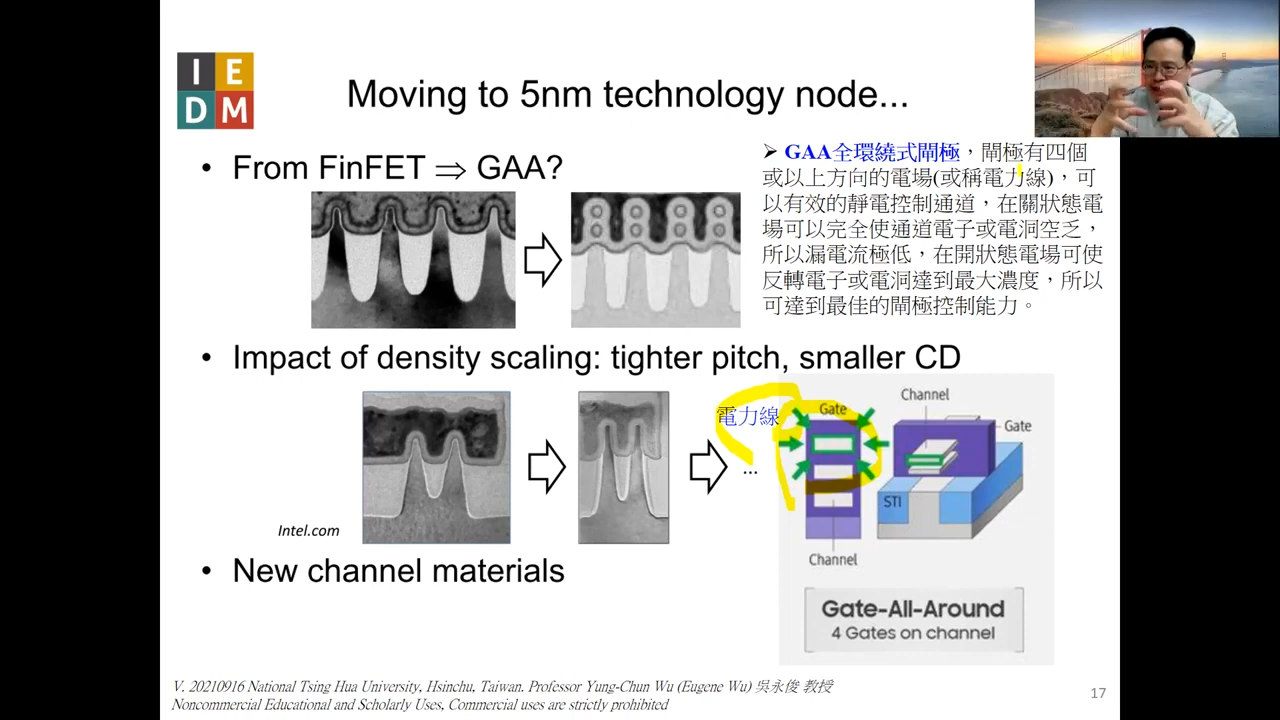 I E
D M
Moving to 5nm technology node...
• From FinFET ⇒ GAA?
➤ GAA全環繞式閘極，閘極有四個
或以上方向的電場(或稱電力線)，可
以有效的靜電控制通道，在關狀態電
場可以完全使通道電子或電洞空乏，
所以漏電流極低，在開狀態電場可使
反轉電子或電洞達到最大濃度，所以
可達到最佳的閘極控制能力。
• Impact of density scaling: tighter pitch, smaller CD
電力線
Gate
Channel
Gate
...
STI
Intel.com
Channel
• New channel materials
Gate-All-Around
4 Gates on channel
V. 20210916 National Tsing Hua University, Hsinchu, Taiwan. Professor Yung-Chun Wu (Eugene Wu) 吳永俊 教授
Noncommercial Educational and Scholarly Uses, Commercial uses are strictly prohibited
17